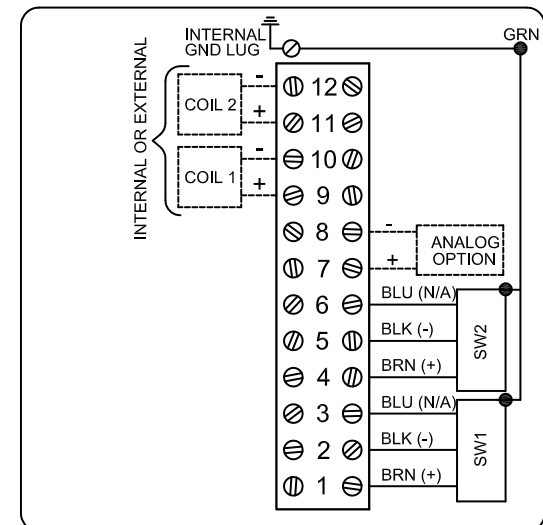 INTERNAL
GND LUG
GRN
INTERNAL OR EXTERNAL
COIL 2
-
+
COIL 1
-
+
12
11
10
9
8
7
6
5
4
3
2
1
-
+
ANALOG
OPTION
BLU (N/A)
BLK (-)
BRN (+)
SW2
BLU (N/A)
BLK (-)
BRN (+)
SW1